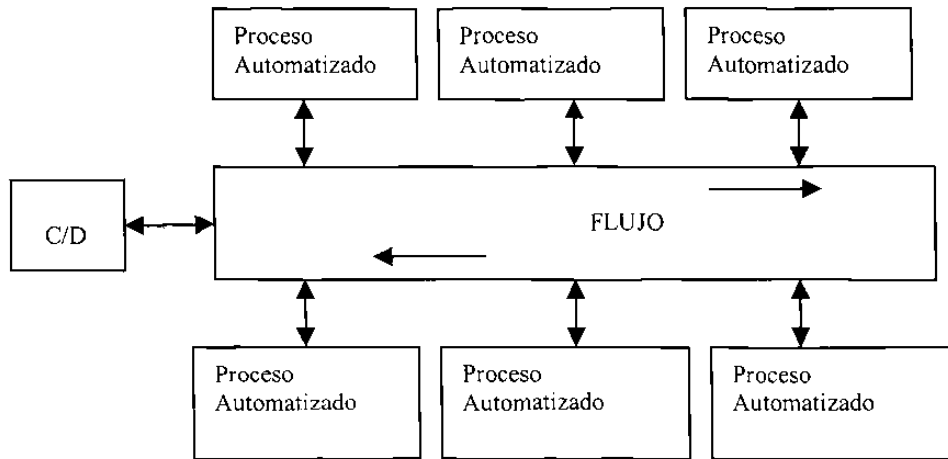 Proceso
Automatizado
Proceso
Automatizado
Proceso
Automatizado
C/D
FLUJO
Proceso
Automatizado
Proceso
Automatizado
Proceso
Automatizado